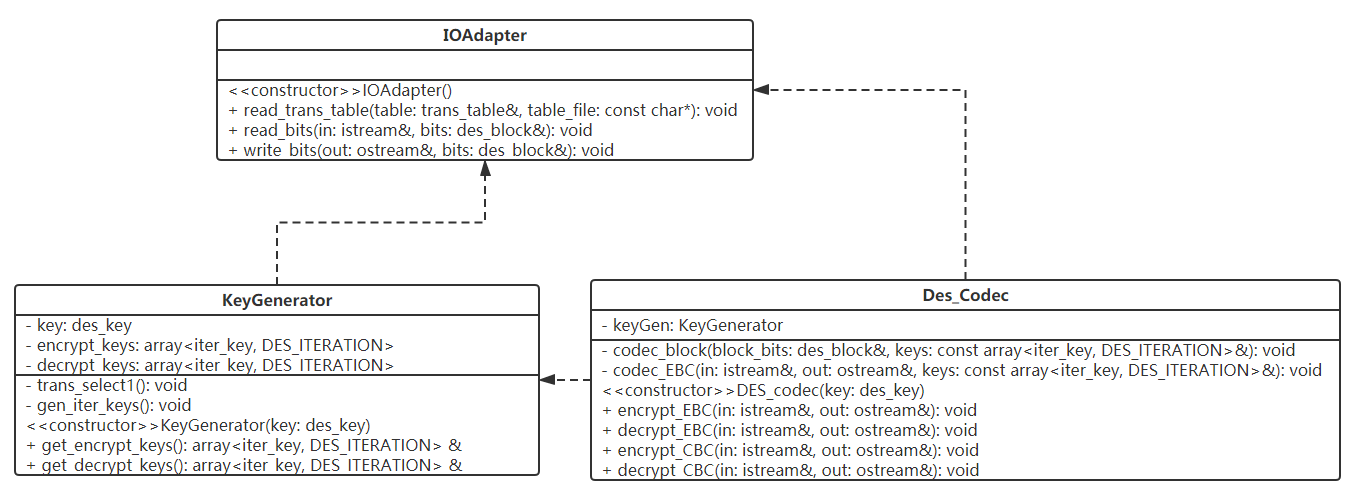 IOAdapter
<<constructor>>IOAdapter()
+ read_trans_table(table: trans_table&, table_file: const char*): void
+ read_bits(in: istream&, bits: des_block&): void
+ write_bits(out: ostream&, bits: des_block&): void
KeyGenerator
- key: des_key
- encrypt_keys: array<iter_key, DES_ITERATION>
- decrypt_keys: array<iter_key, DES_ITERATION>
- trans_select1(): void
- gen_iter_keys(): void
<<constructor>>KeyGenerator(key: des_key)
+ get_encrypt_keys(): array<iter_key, DES_ITERATION> &
+ get_decrypt_keys(): array<iter_key, DES_ITERATION> &
Des_Codec
- keyGen: KeyGenerator
- codec_block(block_bits: des_block&, keys: const array<iter_key, DES_ITERATION>&): void
- codec_EBC(in: istream&, out: ostream&, keys: const array<iter_key, DES_ITERATION>&): void
<<constructor>>DES_codec(key: des_key)
+ encrypt_EBC(in: istream&, out: ostream&): void
+ decrypt_EBC(in: istream&, out: ostream&): void
+ encrypt_CBC(in: istream&, out: ostream&): void
+ decrypt_CBC(in: istream&, out: ostream&): void